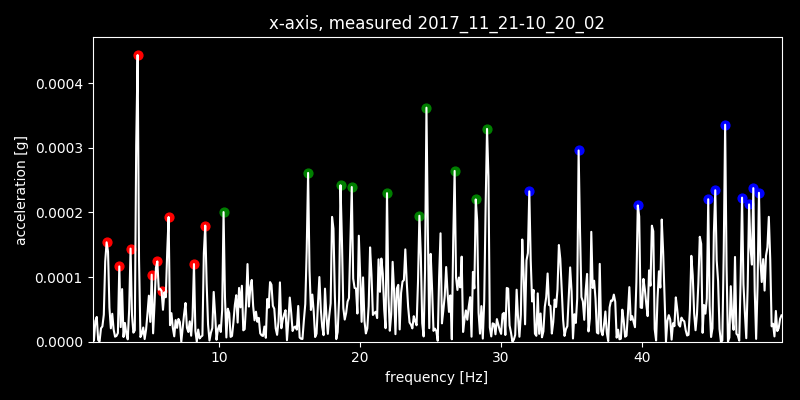 x-axis, measured 2017_11_21-10_20_02
acceleration [g]
0.0004
0.0003
0.0002
0.0001
0.0000
10 20 30 40
frequency [Hz]